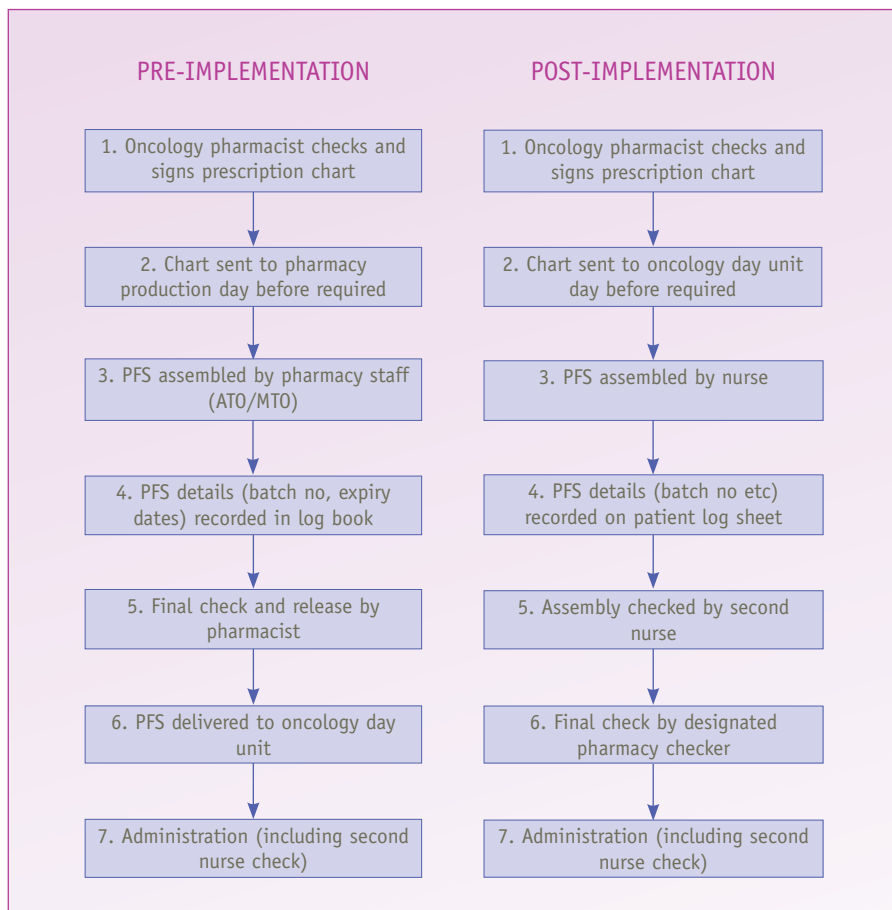 PRE-IMPLEMENTATION
1. Oncology pharmacist checks and
signs prescription chart
2. Chart sent to pharmacy
production day before required
3. PFS assembled by pharmacy staff
(ATO/MTO)
4. PFS details (batch no, expiry
dates) recorded in log book
5. Final check and release by
pharmacist
6. PFS delivered to oncology day
unit
7. Administration (including second
nurse check)
POST-IMPLEMENTATION
1. Oncology pharmacist checks and
signs prescription chart
2. Chart sent to oncology day unit
day before required
3. PFS assembled by nurse
4. PFS details (batch no etc)
recorded on patient log sheet
5. Assembly checked by second
nurse
6. Final check by designated
pharmacy checker
7. Administration (including second
nurse check)